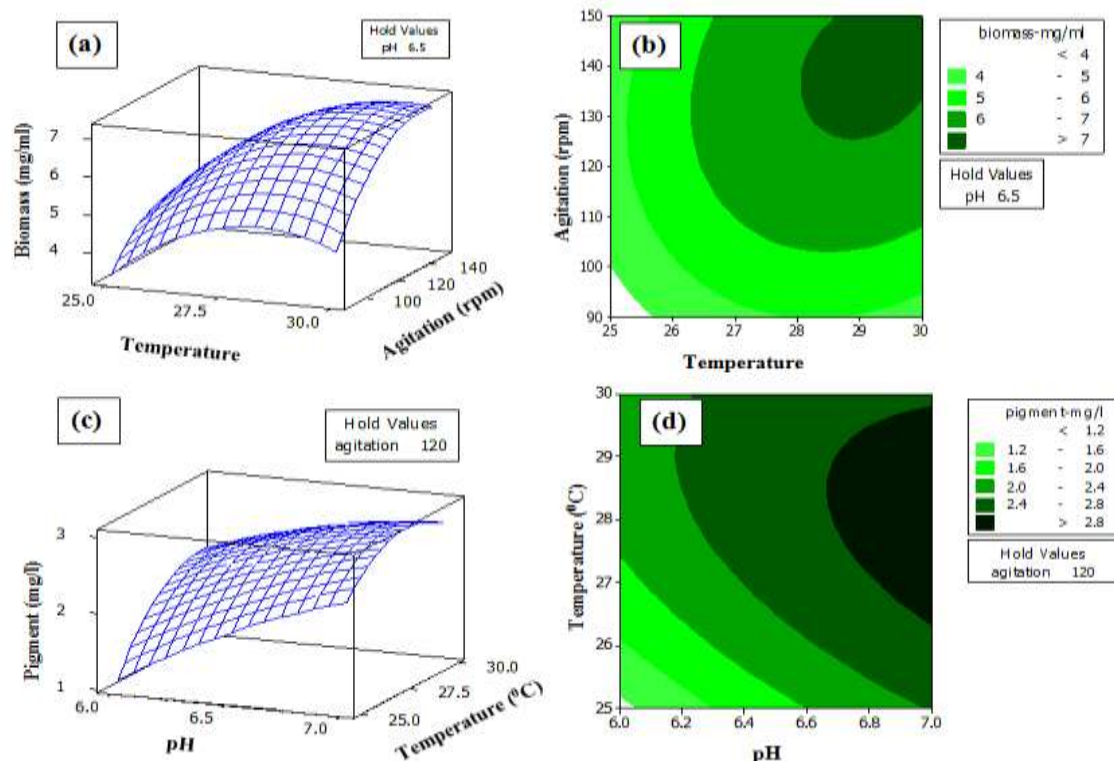 (a)
Hold Values
pH 6.5
Biomass (mg/ml)
7
6
5
4
25.0
27.5
30.0
Temperature
100
120
140
Agitation (rpm)
(b)
Agitation (rpm)
150
140
130
120
110
100
90
25 26 27 28 29 30
Temperature
biomass-mg/ml
< 4
4 - 5
5 - 6
6 - 7
> 7
Hold Values
pH 6.5
(c)
Hold Values
agitation 120
Pigment (mg/l)
3
2
1
6.0
6.5
7.0
pH
25.0
27.5
30.0
Temperature (⁰C)
(d)
Temperature (⁰C)
30
29
28
27
26
25
6.0 6.2 6.4 6.6 6.8 7.0
pH
pigment-mg/l
< 1.2
1.2 - 1.6
1.6 - 2.0
2.0 - 2.4
2.4 - 2.8
> 2.8
Hold Values
agitation 120